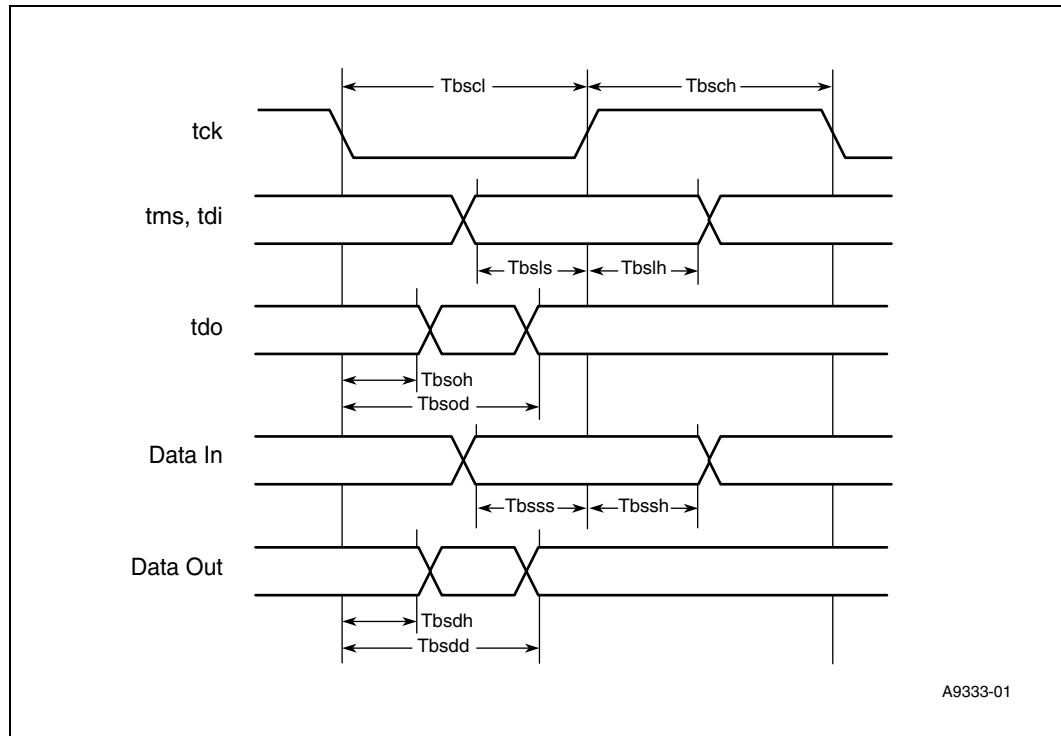 Tbscl Tbsch
tck
tms, tdi
Tbsls Tbslh
tdo
Tbsoh
Tbsod
Data In
Tbsss Tbssh
Data Out
Tbsdh
Tbsdd
A9333-01